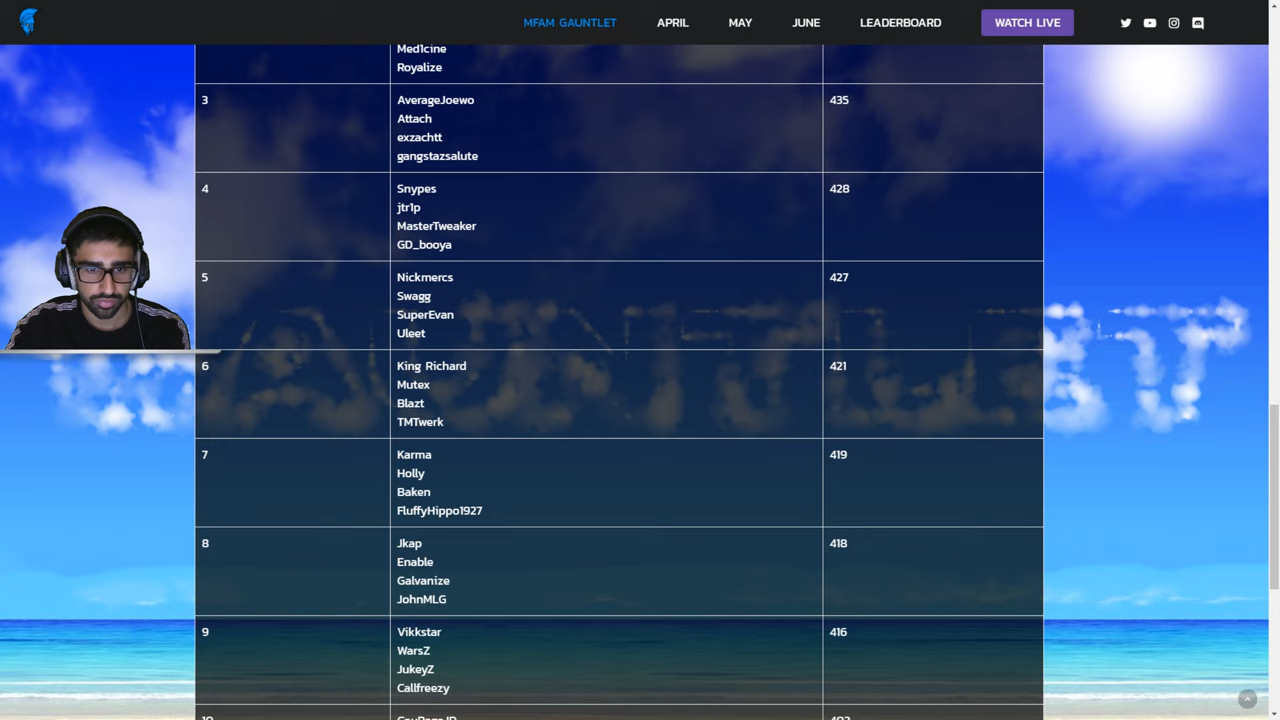 MFAM GAUNTLET APRIL MAY JUNE LEADERBOARD WATCH LIVE
Med1cine
Royalize
3 AverageJoewo 435
Attach
exzachtt
gangstazsalute
4 Snypes 428
jtr1p
MasterTweaker
GD_booya
5 Nickmercs 427
Swagg
SuperEvan
Uleet
6 King Richard 421
Mutex
Blazt
TMTwerk
7 Karma 419
Holly
Baken
FluffyHippo1927
8 Jkap 418
Enable
Galvanize
JohnMLG
9 Vikkstar 416
WarsZ
JukeyZ
Callfreezy